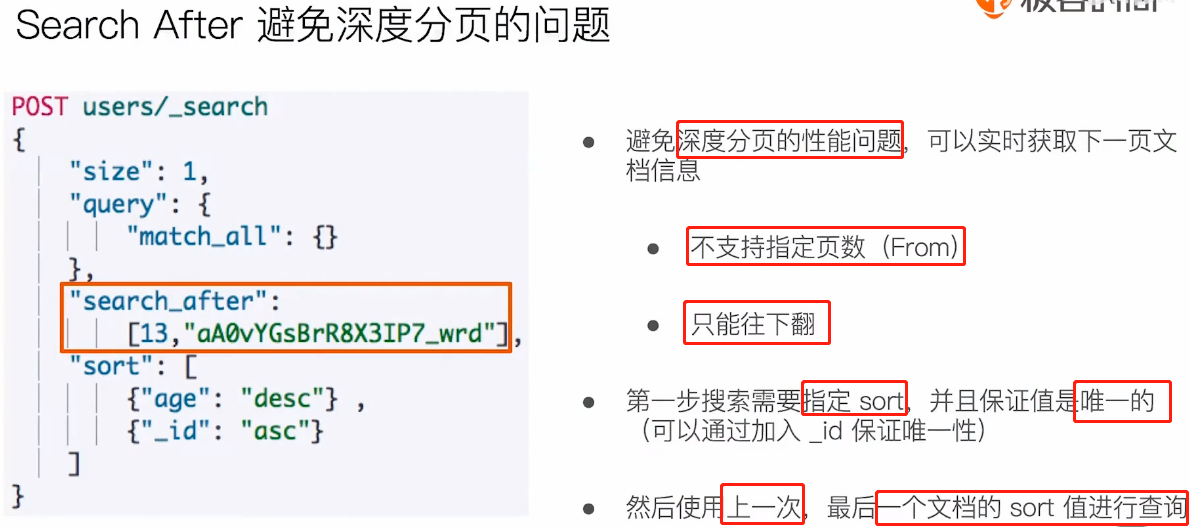 Search After 避免深度分页的问题
POST users/_search
{
"size": 1,
"query": {
"match_all": {}
},
"search_after":
[13,"aA0vYGsBrR8X3IP7_wrd"],
"sort": [
{"age": "desc"} ,
{"_id": "asc"}
]
}
避免深度分页的性能问题，可以实时获取下一页文
档信息
不支持指定页数（From）
只能往下翻
第一步搜索需要指定 sort，并且保证值是唯一的
（可以通过加入 _id 保证唯一性）
然后使用上一次，最后一个文档的 sort 值进行查询